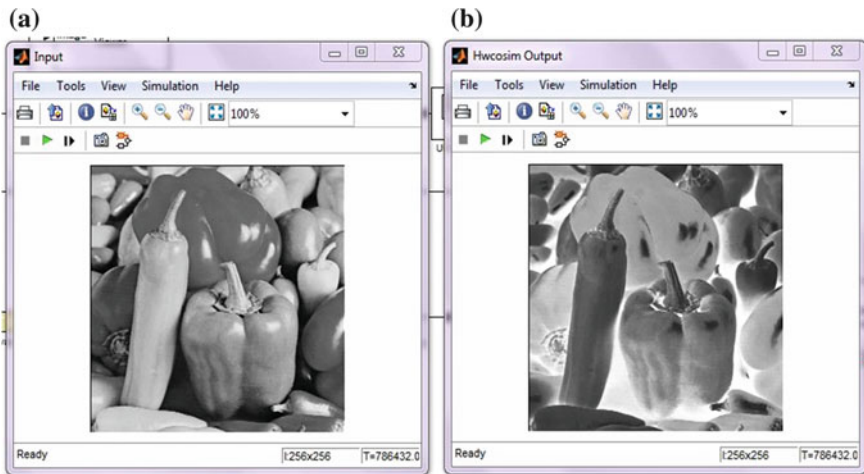 (a)
(b)
Viewer
Input
File Tools View Simulation Help
100%
Ready
I:256x256
T=786432.0
Hwcosim Output
File Tools View Simulation Help
100%
Ready
I:256x256
T=786432.0